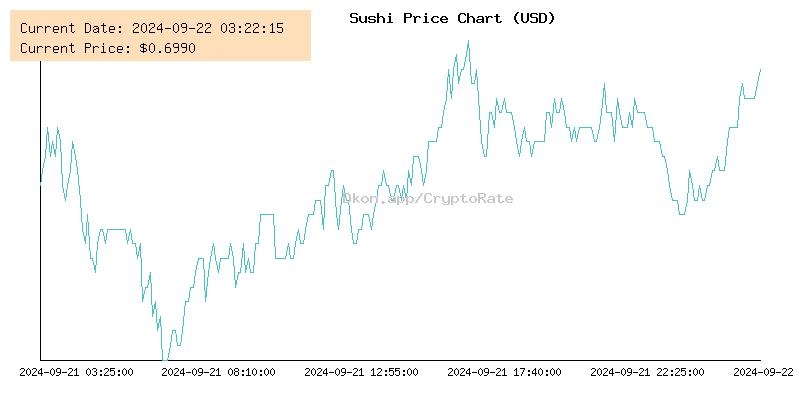 Sushi Price Chart (USD)
Current Date: 2024-09-22 03:22:15
Current Price: $0.6990
0kon.app/CryptoRate
2024-09-21 03:25:00 2024-09-21 08:10:00 2024-09-21 12:55:00 2024-09-21 17:40:00 2024-09-21 22:25:00 2024-09-22